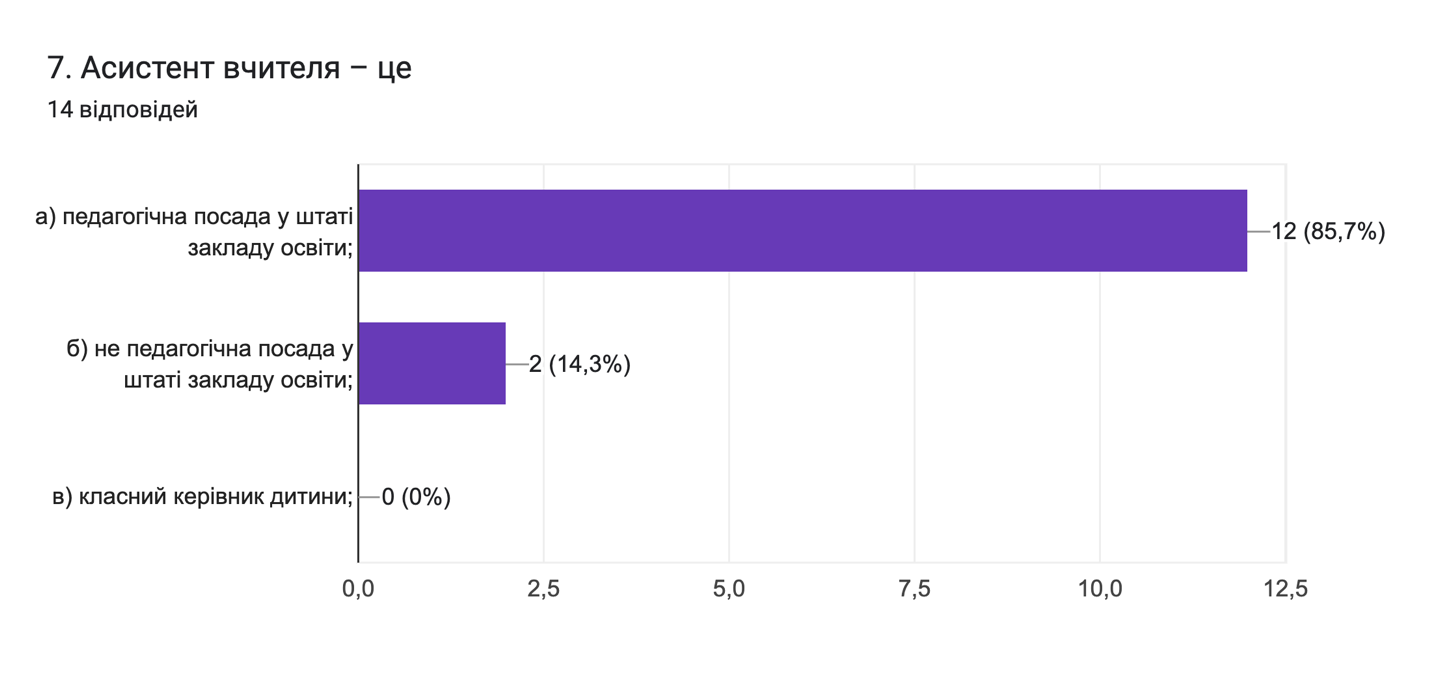 7. Асистент вчителя – це
14 відповідей
а) педагогічна посада у штаті
закладу освіти;
12 (85,7%)
б) не педагогічна посада у
штаті закладу освіти;
2 (14,3%)
в) класний керівник дитини;
0 (0%)
0,0 2,5 5,0 7,5 10,0 12,5